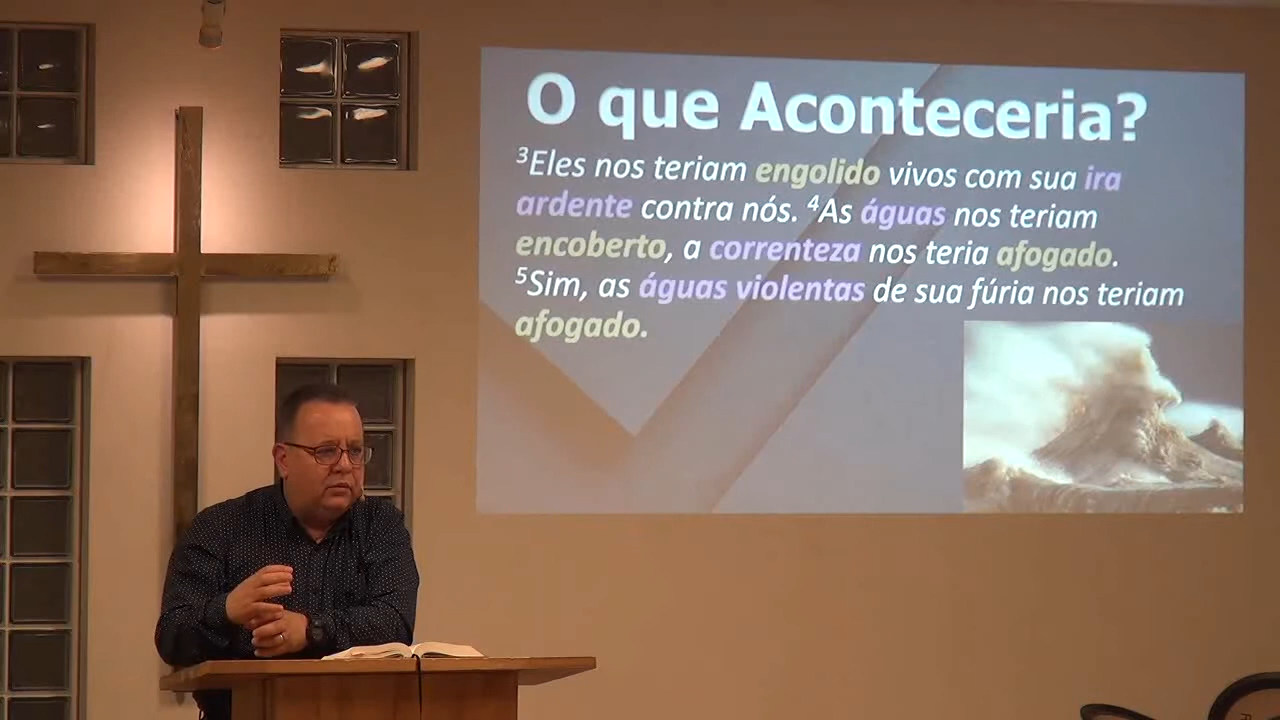 O que Aconteceria?
³Eles nos teriam engolido vivos com sua ira
ardente contra nós. ⁴As águas nos teriam
encoberto, a correnteza nos teria afogado.
⁵Sim, as águas violentas de sua fúria nos teriam
afogado.